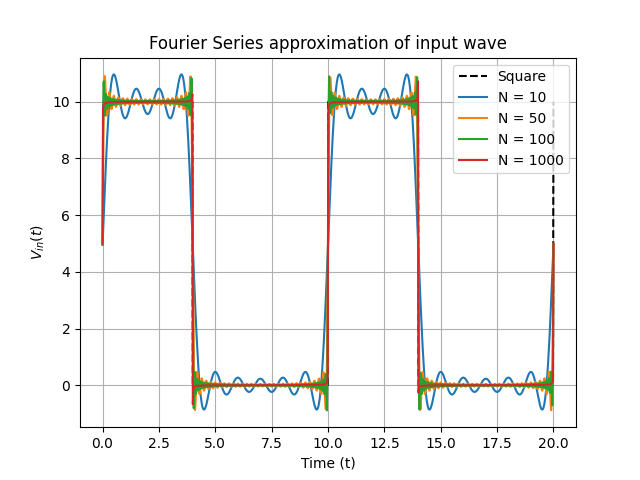 Fourier Series approximation of input wave
Square
N = 10
N = 50
N = 100
N = 1000
10
8
6
4
2
0
V_in(t)
0.0 2.5 5.0 7.5 10.0 12.5 15.0 17.5 20.0
Time (t)